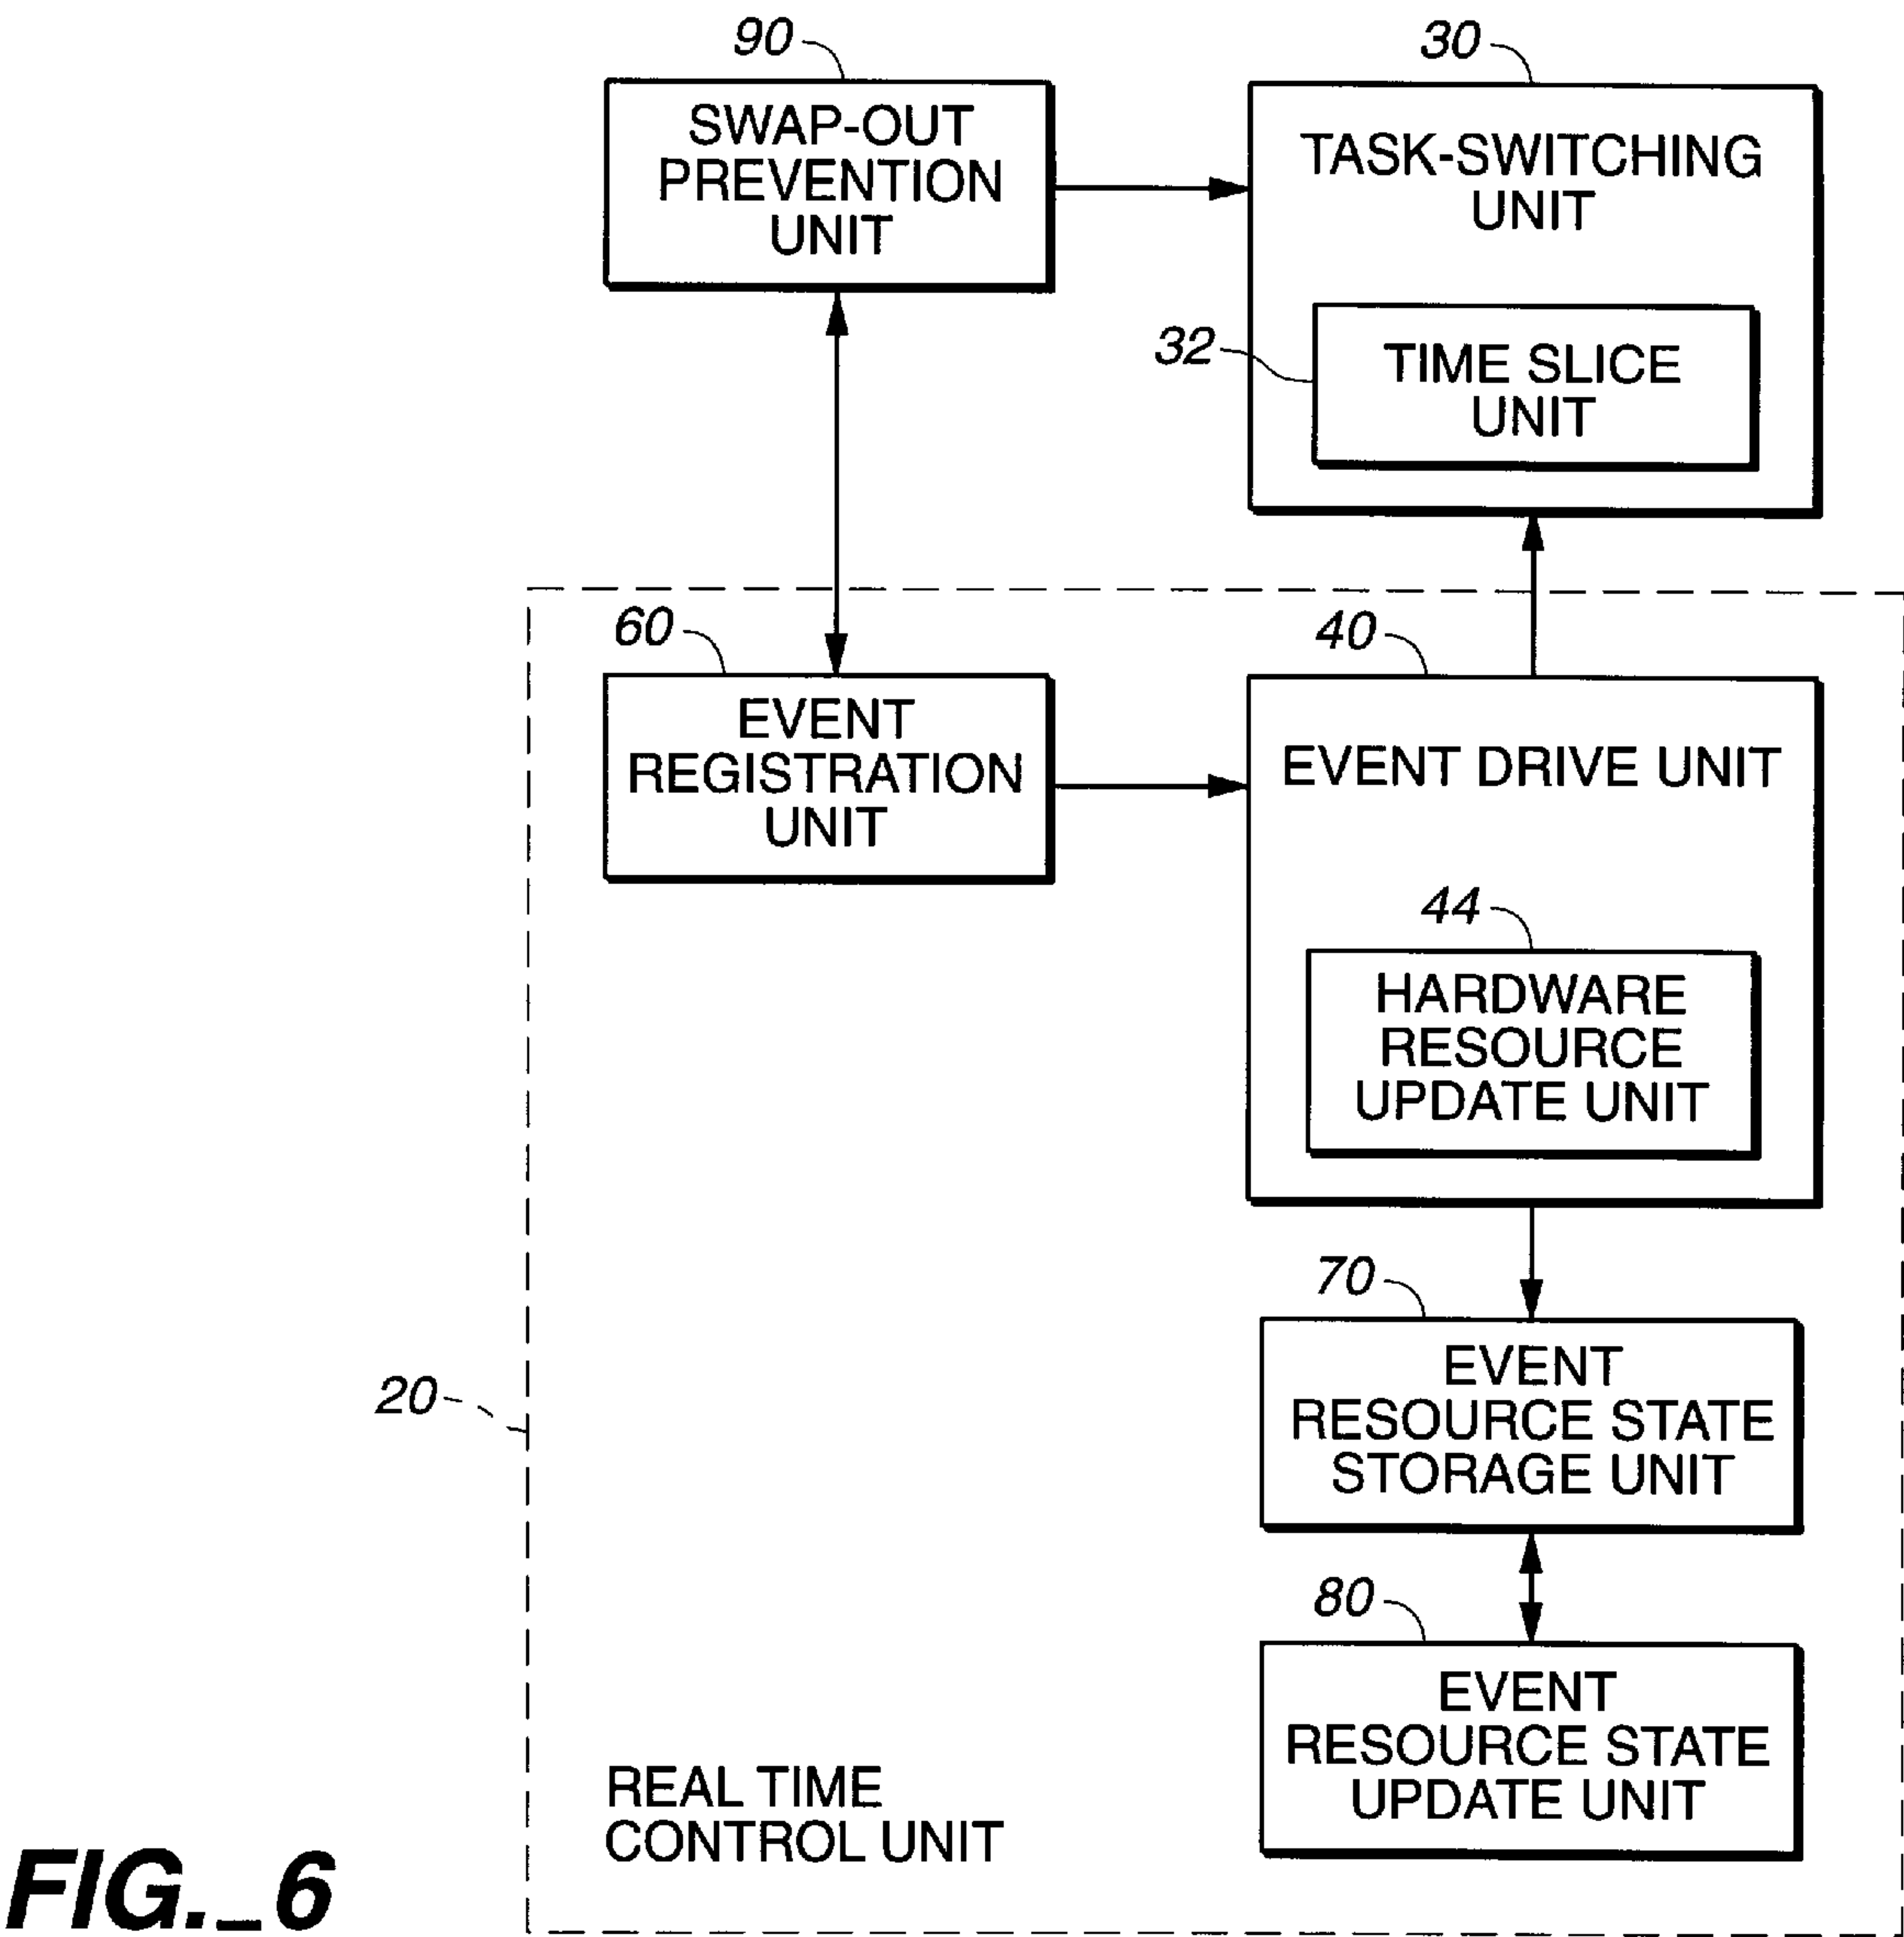 90
SWAP-OUT
PREVENTION
UNIT
30
TASK-SWITCHING
UNIT
32
TIME SLICE
UNIT
60
EVENT
REGISTRATION
UNIT
40
EVENT DRIVE UNIT
44
HARDWARE
RESOURCE
UPDATE UNIT
70
EVENT
RESOURCE STATE
STORAGE UNIT
20
80
EVENT
RESOURCE STATE
UPDATE UNIT
REAL TIME
CONTROL UNIT
FIG._6